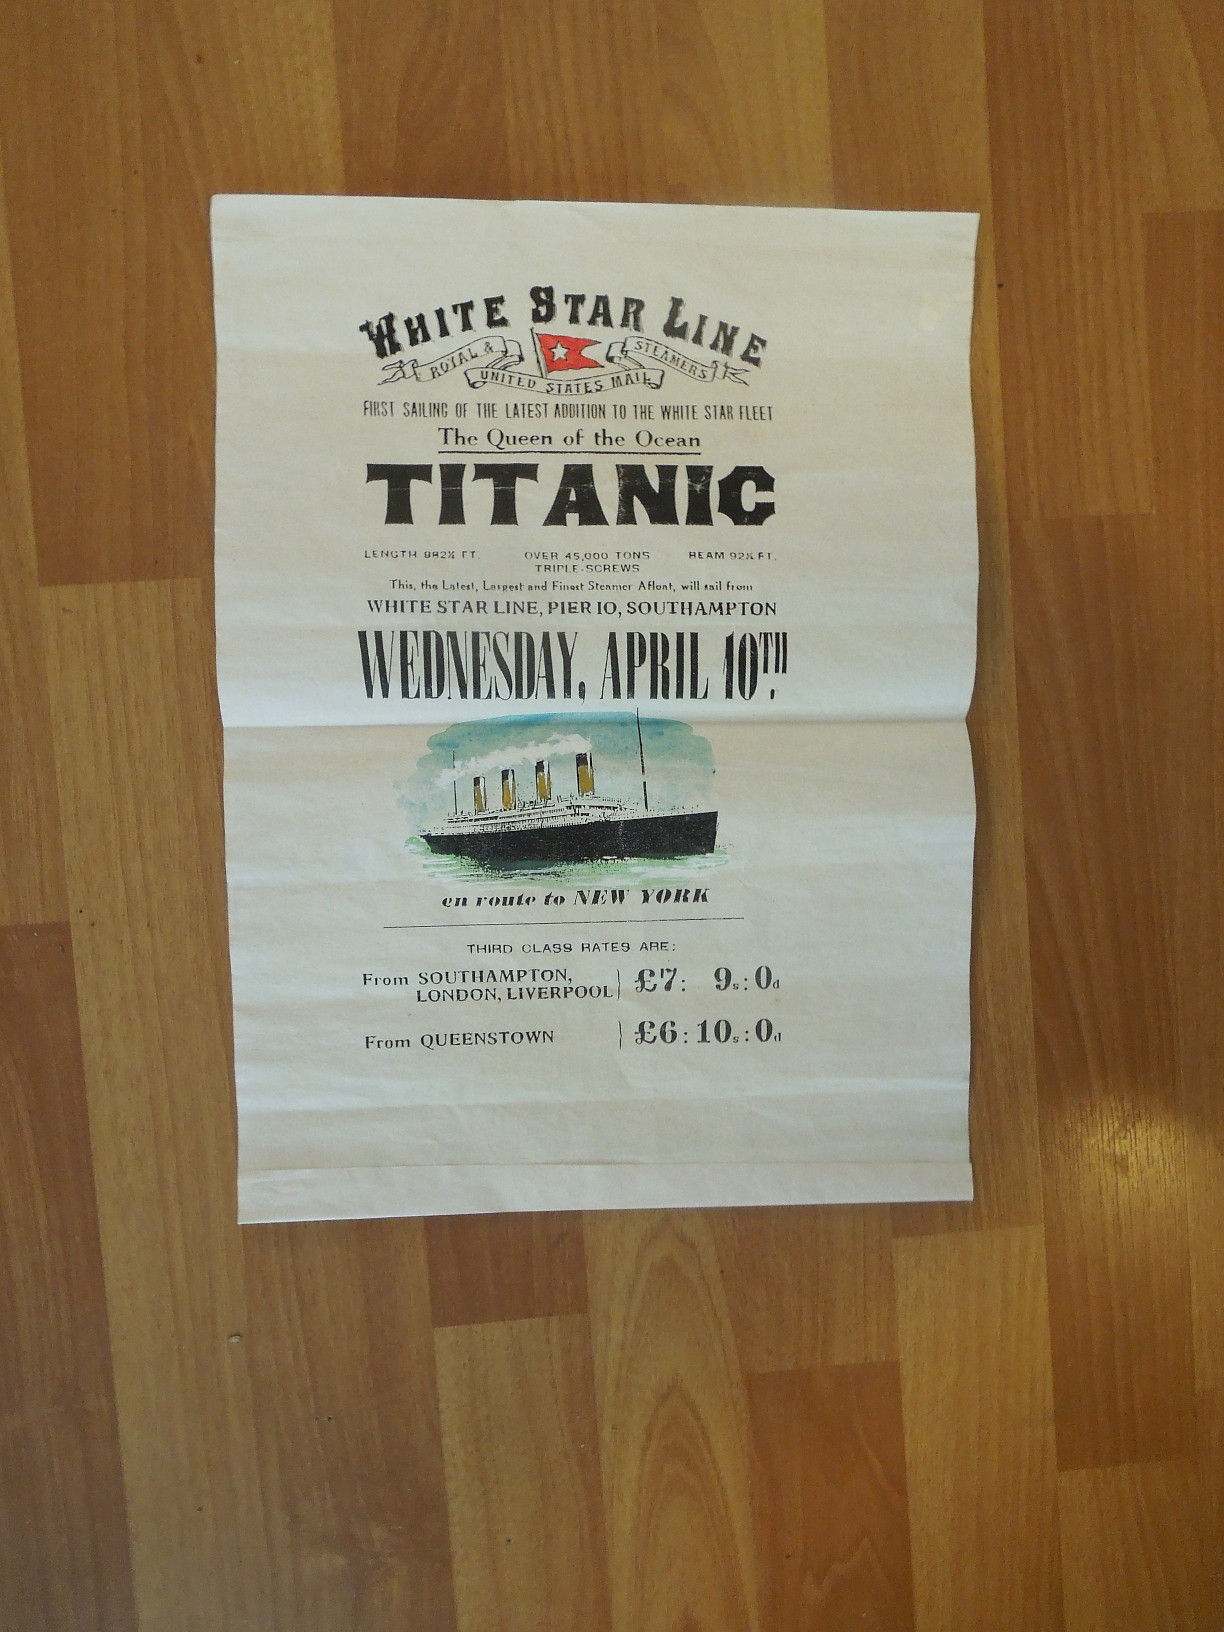 WHITE STAR LINE
ROYAL & UNITED STATES MAIL STEAMERS
FIRST SAILING OF THE LATEST ADDITION TO THE WHITE STAR FLEET
The Queen of the Ocean
TITANIC
LENGTH 882½ FT. OVER 45,000 TONS BEAM 92½ FT.
TRIPLE-SCREWS
This, the Latest, Largest and Finest Steamer Afloat, will sail from
WHITE STAR LINE, PIER 10, SOUTHAMPTON
WEDNESDAY, APRIL 10TH.
en route to NEW YORK
THIRD CLASS RATES ARE:
From SOUTHAMPTON,
LONDON, LIVERPOOL } £7: 9s:0d
From QUEENSTOWN } £6:10s:0d